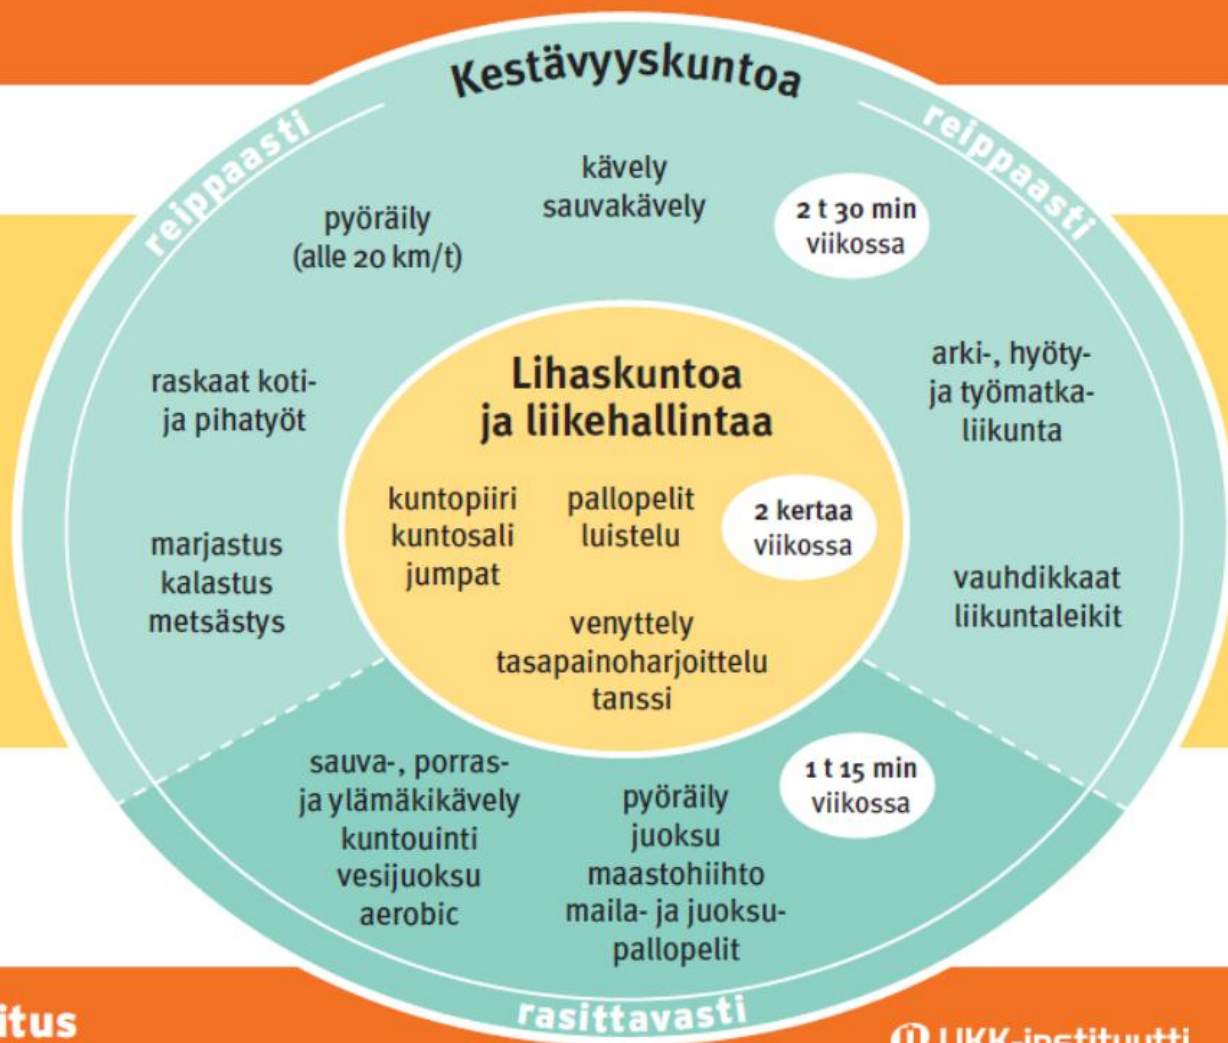 Kestävyyskuntoa
reippaasti
reippaasti
kävely
sauvakävely
2 t 30 min
viikossa
pyöräily
(alle 20 km/t)
raskaat koti-
ja pihatyöt
arki-, hyöty-
ja työmatka-
liikunta
marjastus
kalastus
metsästys
vauhdikkaat
liikuntaleikit
Lihaskuntoa
ja liikehallintaa
kuntopiiri
kuntosali
jumpat
pallopelit
luistelu
2 kertaa
viikossa
venyttely
tasapainoharjoittelu
tanssi
sauva-, porras-
ja ylämäkikävely
kuntouinti
vesijuoksu
aerobic
pyöräily
juoksu
maastohiihto
maila- ja juoksu-
pallopelit
1 t 15 min
viikossa
rasittavasti
itus
UKK-instituutti